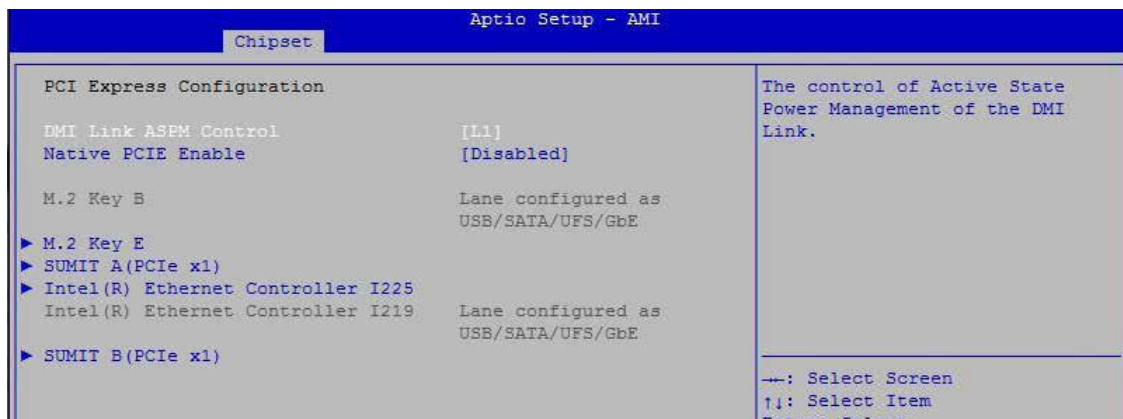 Aptio Setup - AMI
Chipset
PCI Express Configuration
DMI Link ASPM Control [L1]
Native PCIE Enable [Disabled]
M.2 Key B Lane configured as
USB/SATA/UFS/GbE
► M.2 Key E
► SUMIT A(PCIe x1)
► Intel(R) Ethernet Controller I225
Intel(R) Ethernet Controller I219 Lane configured as
USB/SATA/UFS/GbE
► SUMIT B(PCIe x1)
The control of Active State
Power Management of the DMI
Link.
→←: Select Screen
↑↓: Select Item